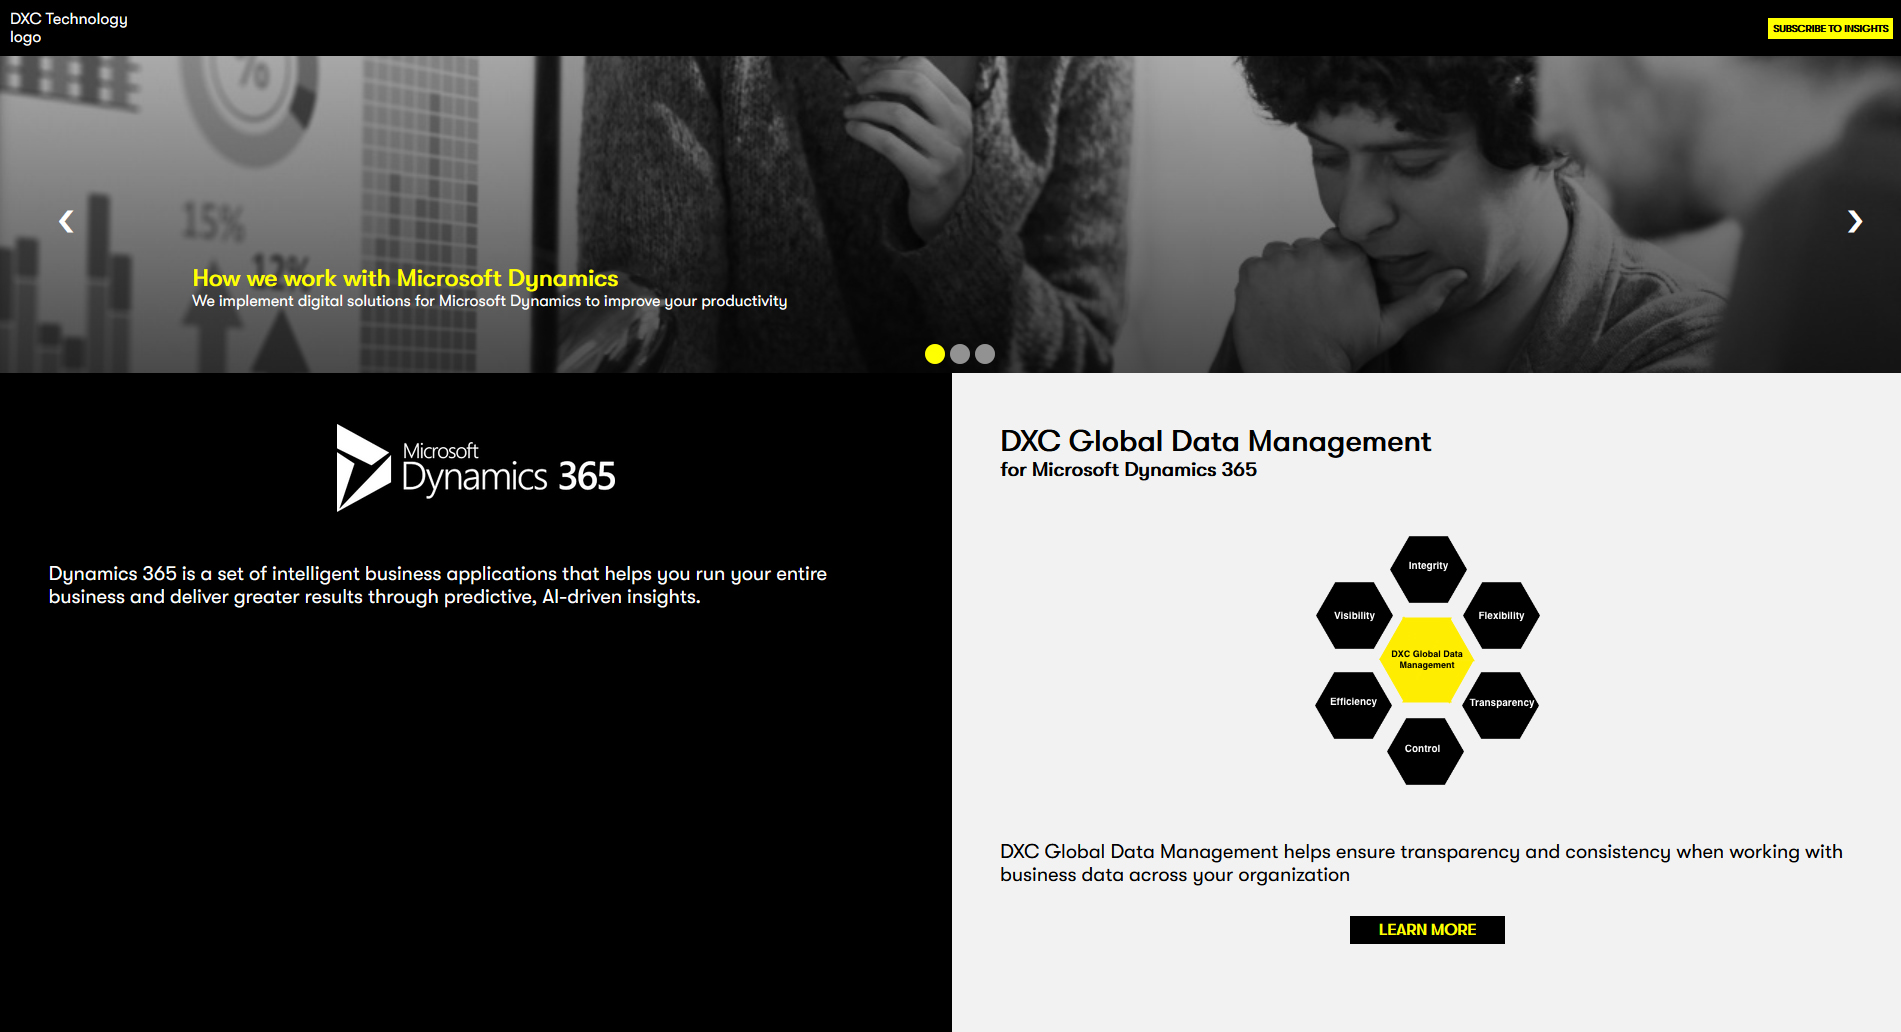 DXC Technology
logo
SUBSCRIBE TO INSIGHTS
%
15%
12%
How we work with Microsoft Dynamics
We implement digital solutions for Microsoft Dynamics to improve your productivity
Microsoft
Dynamics 365
Dynamics 365 is a set of intelligent business applications that helps you run your entire
business and deliver greater results through predictive, AI-driven insights.
DXC Global Data Management
for Microsoft Dynamics 365
Integrity
Visibility
Flexibility
DXC Global Data
Management
Efficiency
Transparency
Control
DXC Global Data Management helps ensure transparency and consistency when working with
business data across your organization
LEARN MORE